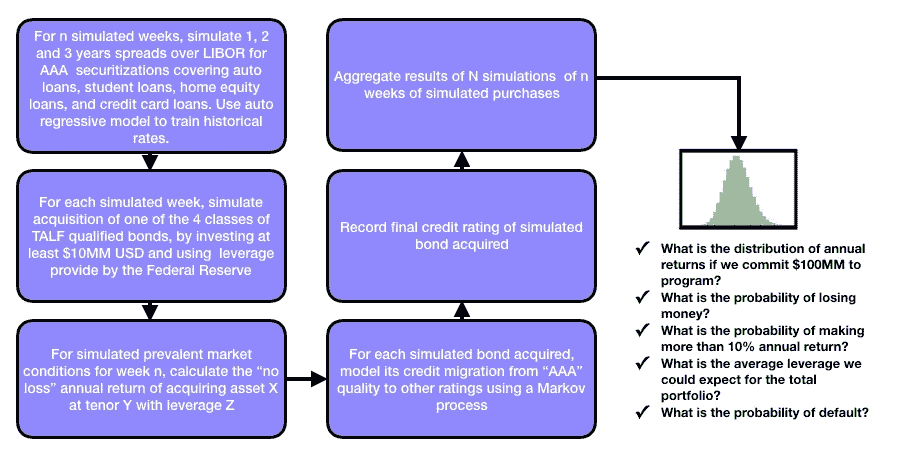 For n simulated weeks, simulate 1, 2
and 3 years spreads over LIBOR for
AAA  securitizations covering auto
loans, student loans, home equity
loans, and credit card loans. Use auto
regressive model to train historical
rates.
For each simulated week, simulate
acquisition of one of the 4 classes of
TALF qualified bonds, by investing at
least $10MM USD and using  leverage
provide by the Federal Reserve
For simulated prevalent market
conditions for week n, calculate the “no
loss” annual return of acquiring asset X
at tenor Y with leverage Z
For each simulated bond acquired,
model its credit migration from “AAA”
quality to other ratings using a Markov
process
Record final credit rating of simulated
bond acquired
Aggregate results of N simulations  of n
weeks of simulated purchases
✓ What is the distribution of annual
returns if we commit $100MM to
program?
✓ What is the probability of losing
money?
✓ What is the probability of making
more than 10% annual return?
✓ What is the average leverage we
could expect for the total
portfolio?
✓ What is the probability of default?